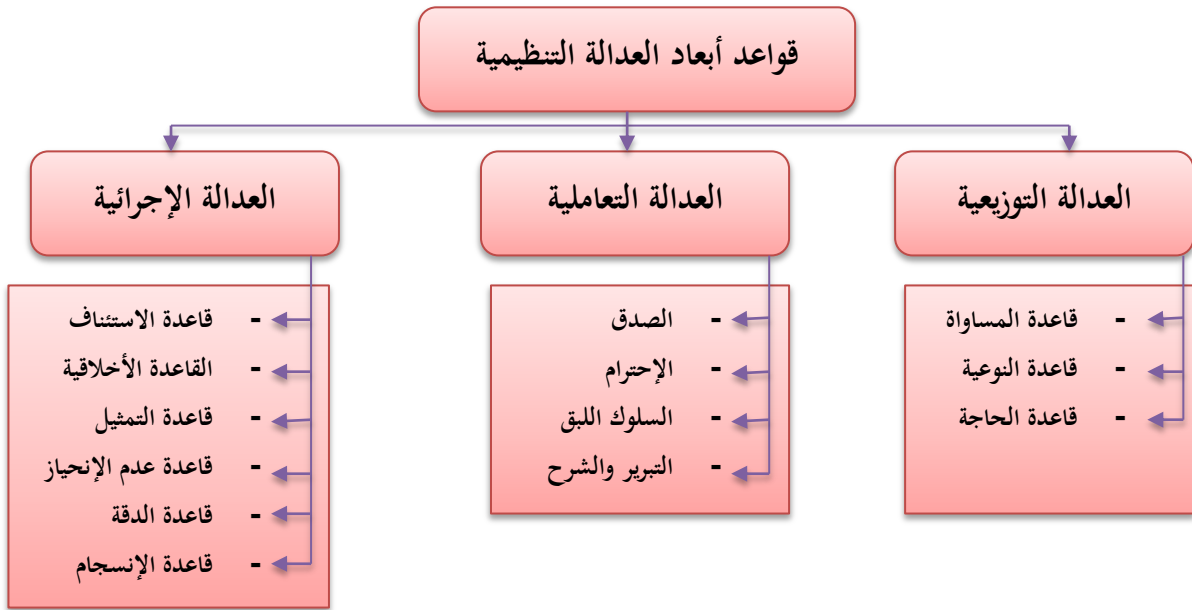 قواعد أبعاد العدالة التنظيمية
العدالة التوزيعية
- قاعدة المساواة
- قاعدة النوعية
- قاعدة الحاجة
العدالة التعاملية
- الصدق
- الإحترام
- السلوك اللبق
- التبرير والشرح
العدالة الإجرائية
- قاعدة الاستئناف
- القاعدة الأخلاقية
- قاعدة التمثيل
- قاعدة عدم الإنحياز
- قاعدة الدقة
- قاعدة الإنسجام